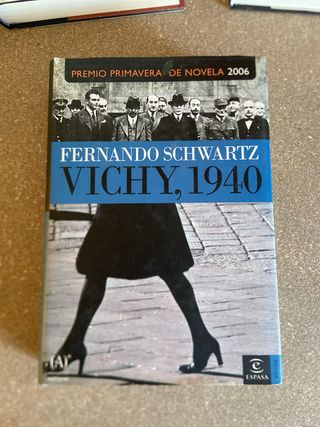 PREMIO PRIMAVERA DE NOVELA 2006
FERNANDO SCHWARTZ
VICHY, 1940
(A)
e
ESPASA